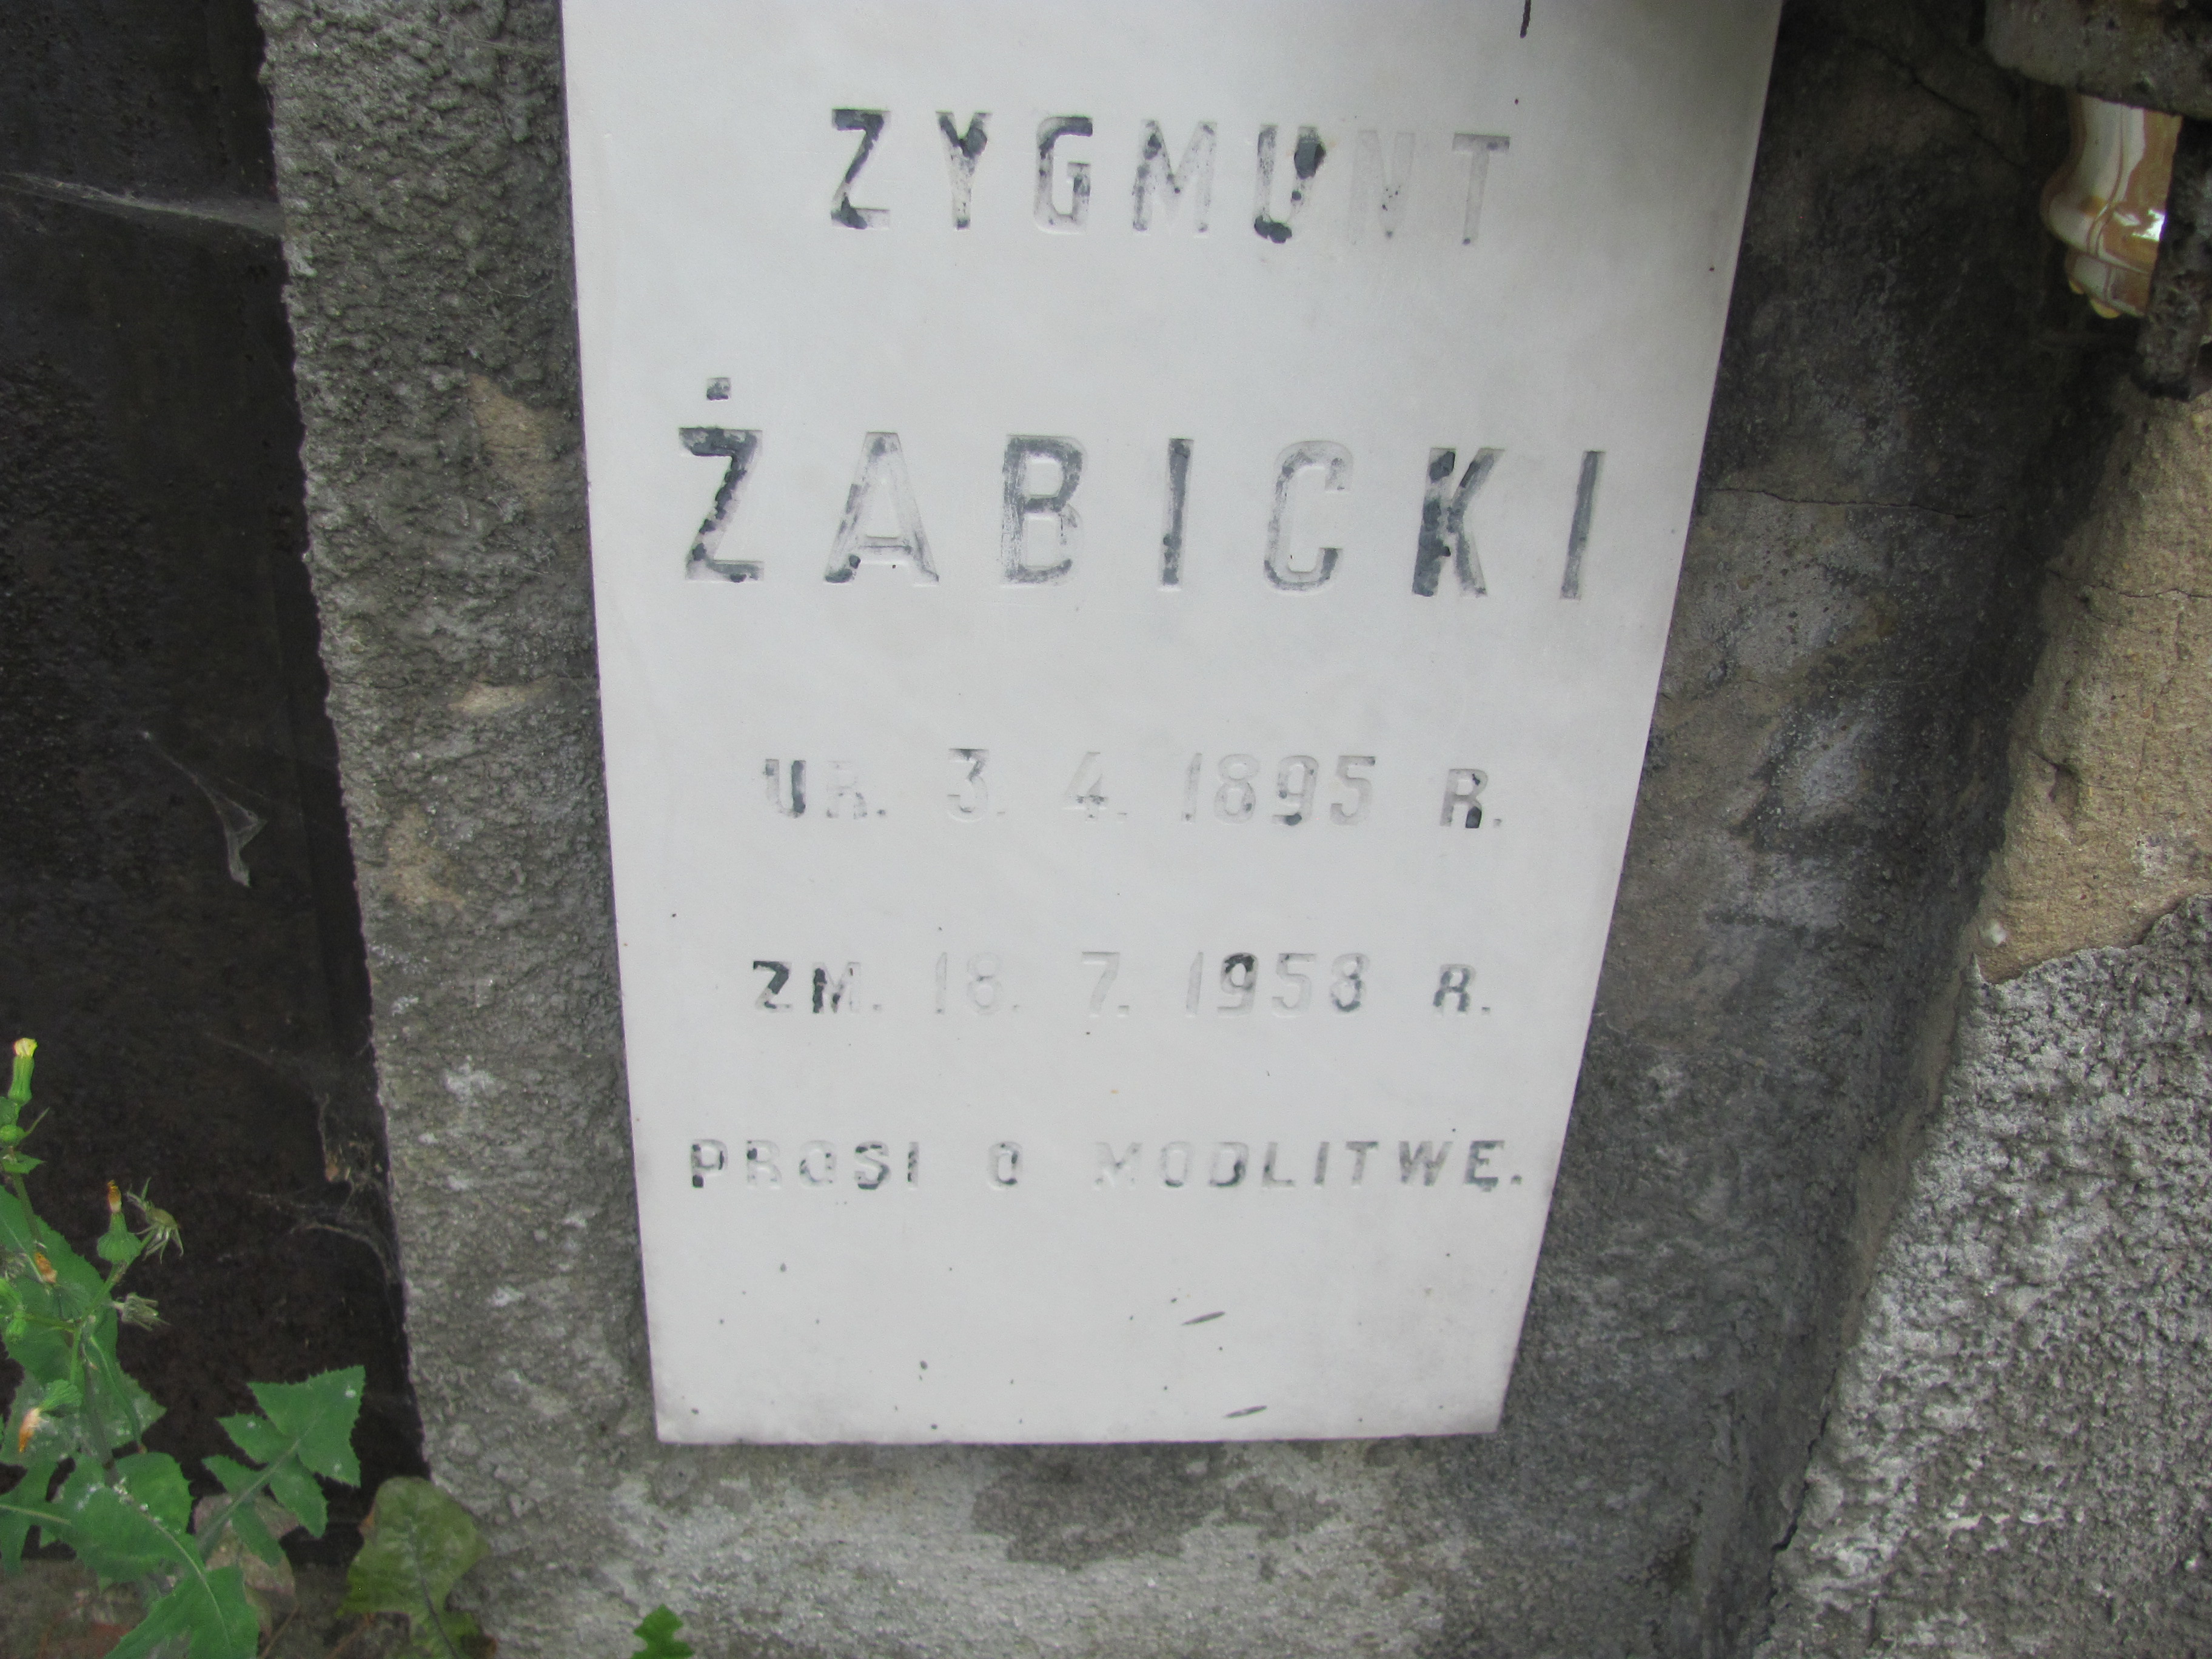 ZYGMUNT
ŻABICKI
UR. 3. 4. 1895 R.
ZM. 18. 7. 1958 R.
PROSI O MODLITWĘ.